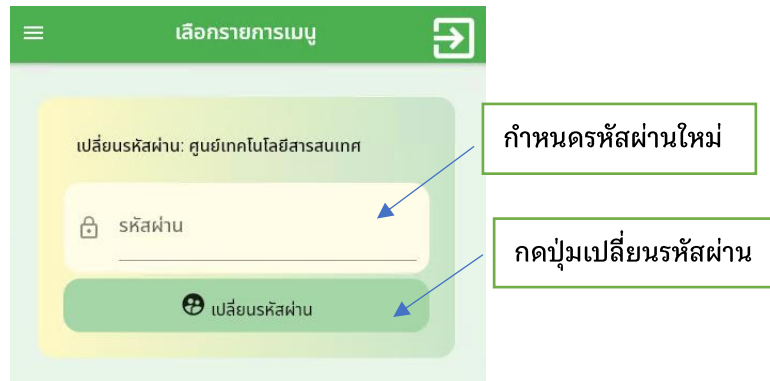 เลือกรายการเมนู
เปลี่ยนรหัสผ่าน: ศูนย์เทคโนโลยีสารสนเทศ
กำหนดรหัสผ่านใหม่
รหัสผ่าน
กดปุ่มเปลี่ยนรหัสผ่าน
เปลี่ยนรหัสผ่าน